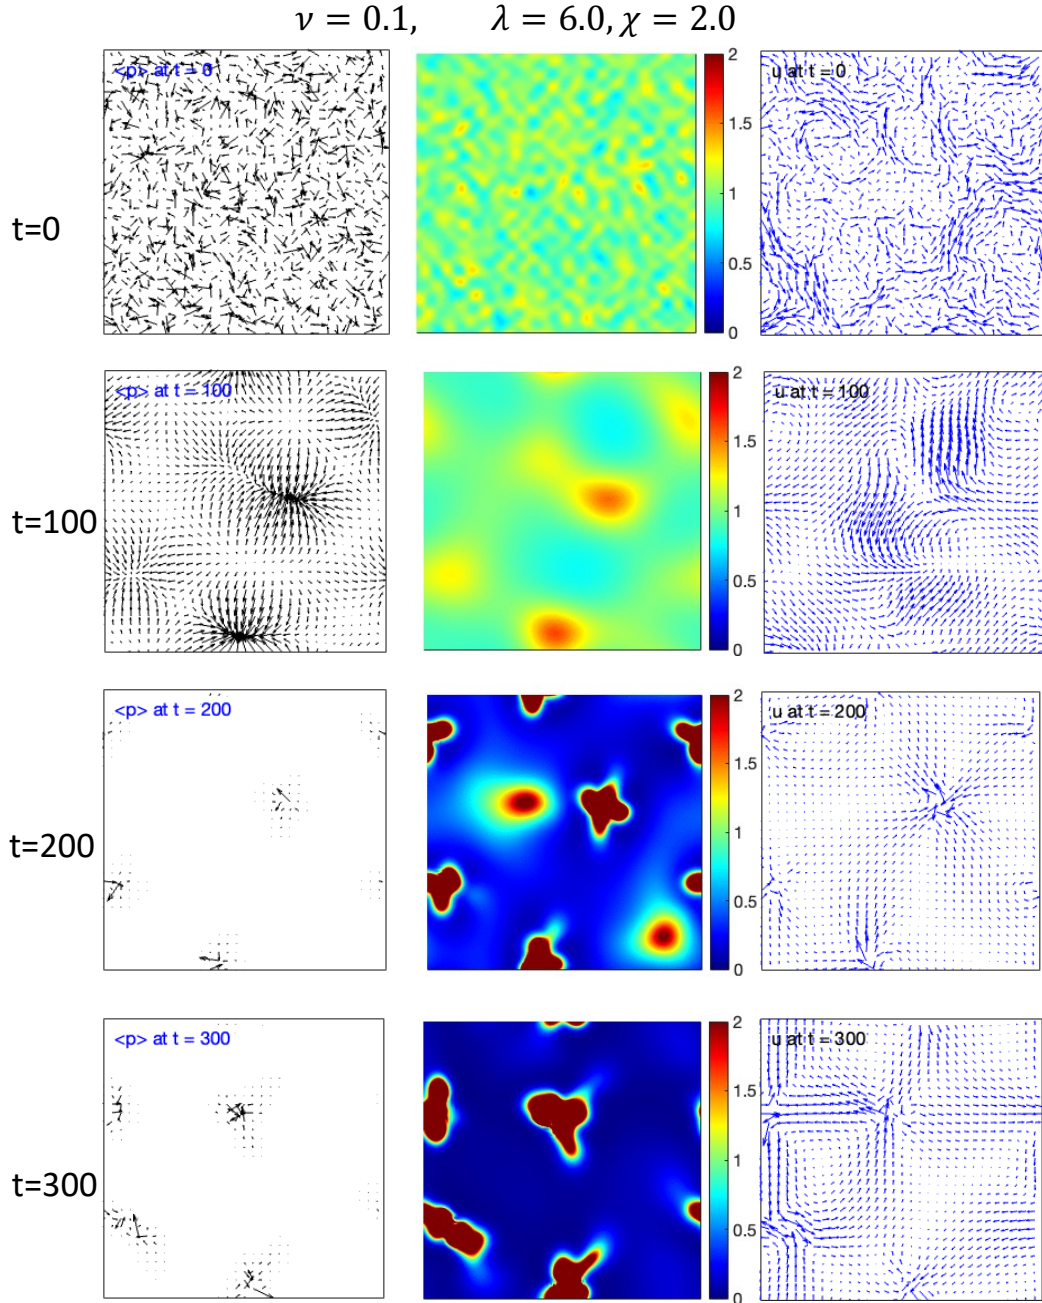 ν = 0.1, λ = 6.0, χ = 2.0
t=0
<p> at t = 0
2
1.5
1
0.5
0
u at t = 0
t=100
<p> at t = 100
2
1.5
1
0.5
0
u at t = 100
t=200
<p> at t = 200
2
1.5
1
0.5
0
u at t = 200
t=300
<p> at t = 300
2
1.5
1
0.5
0
u at t = 300